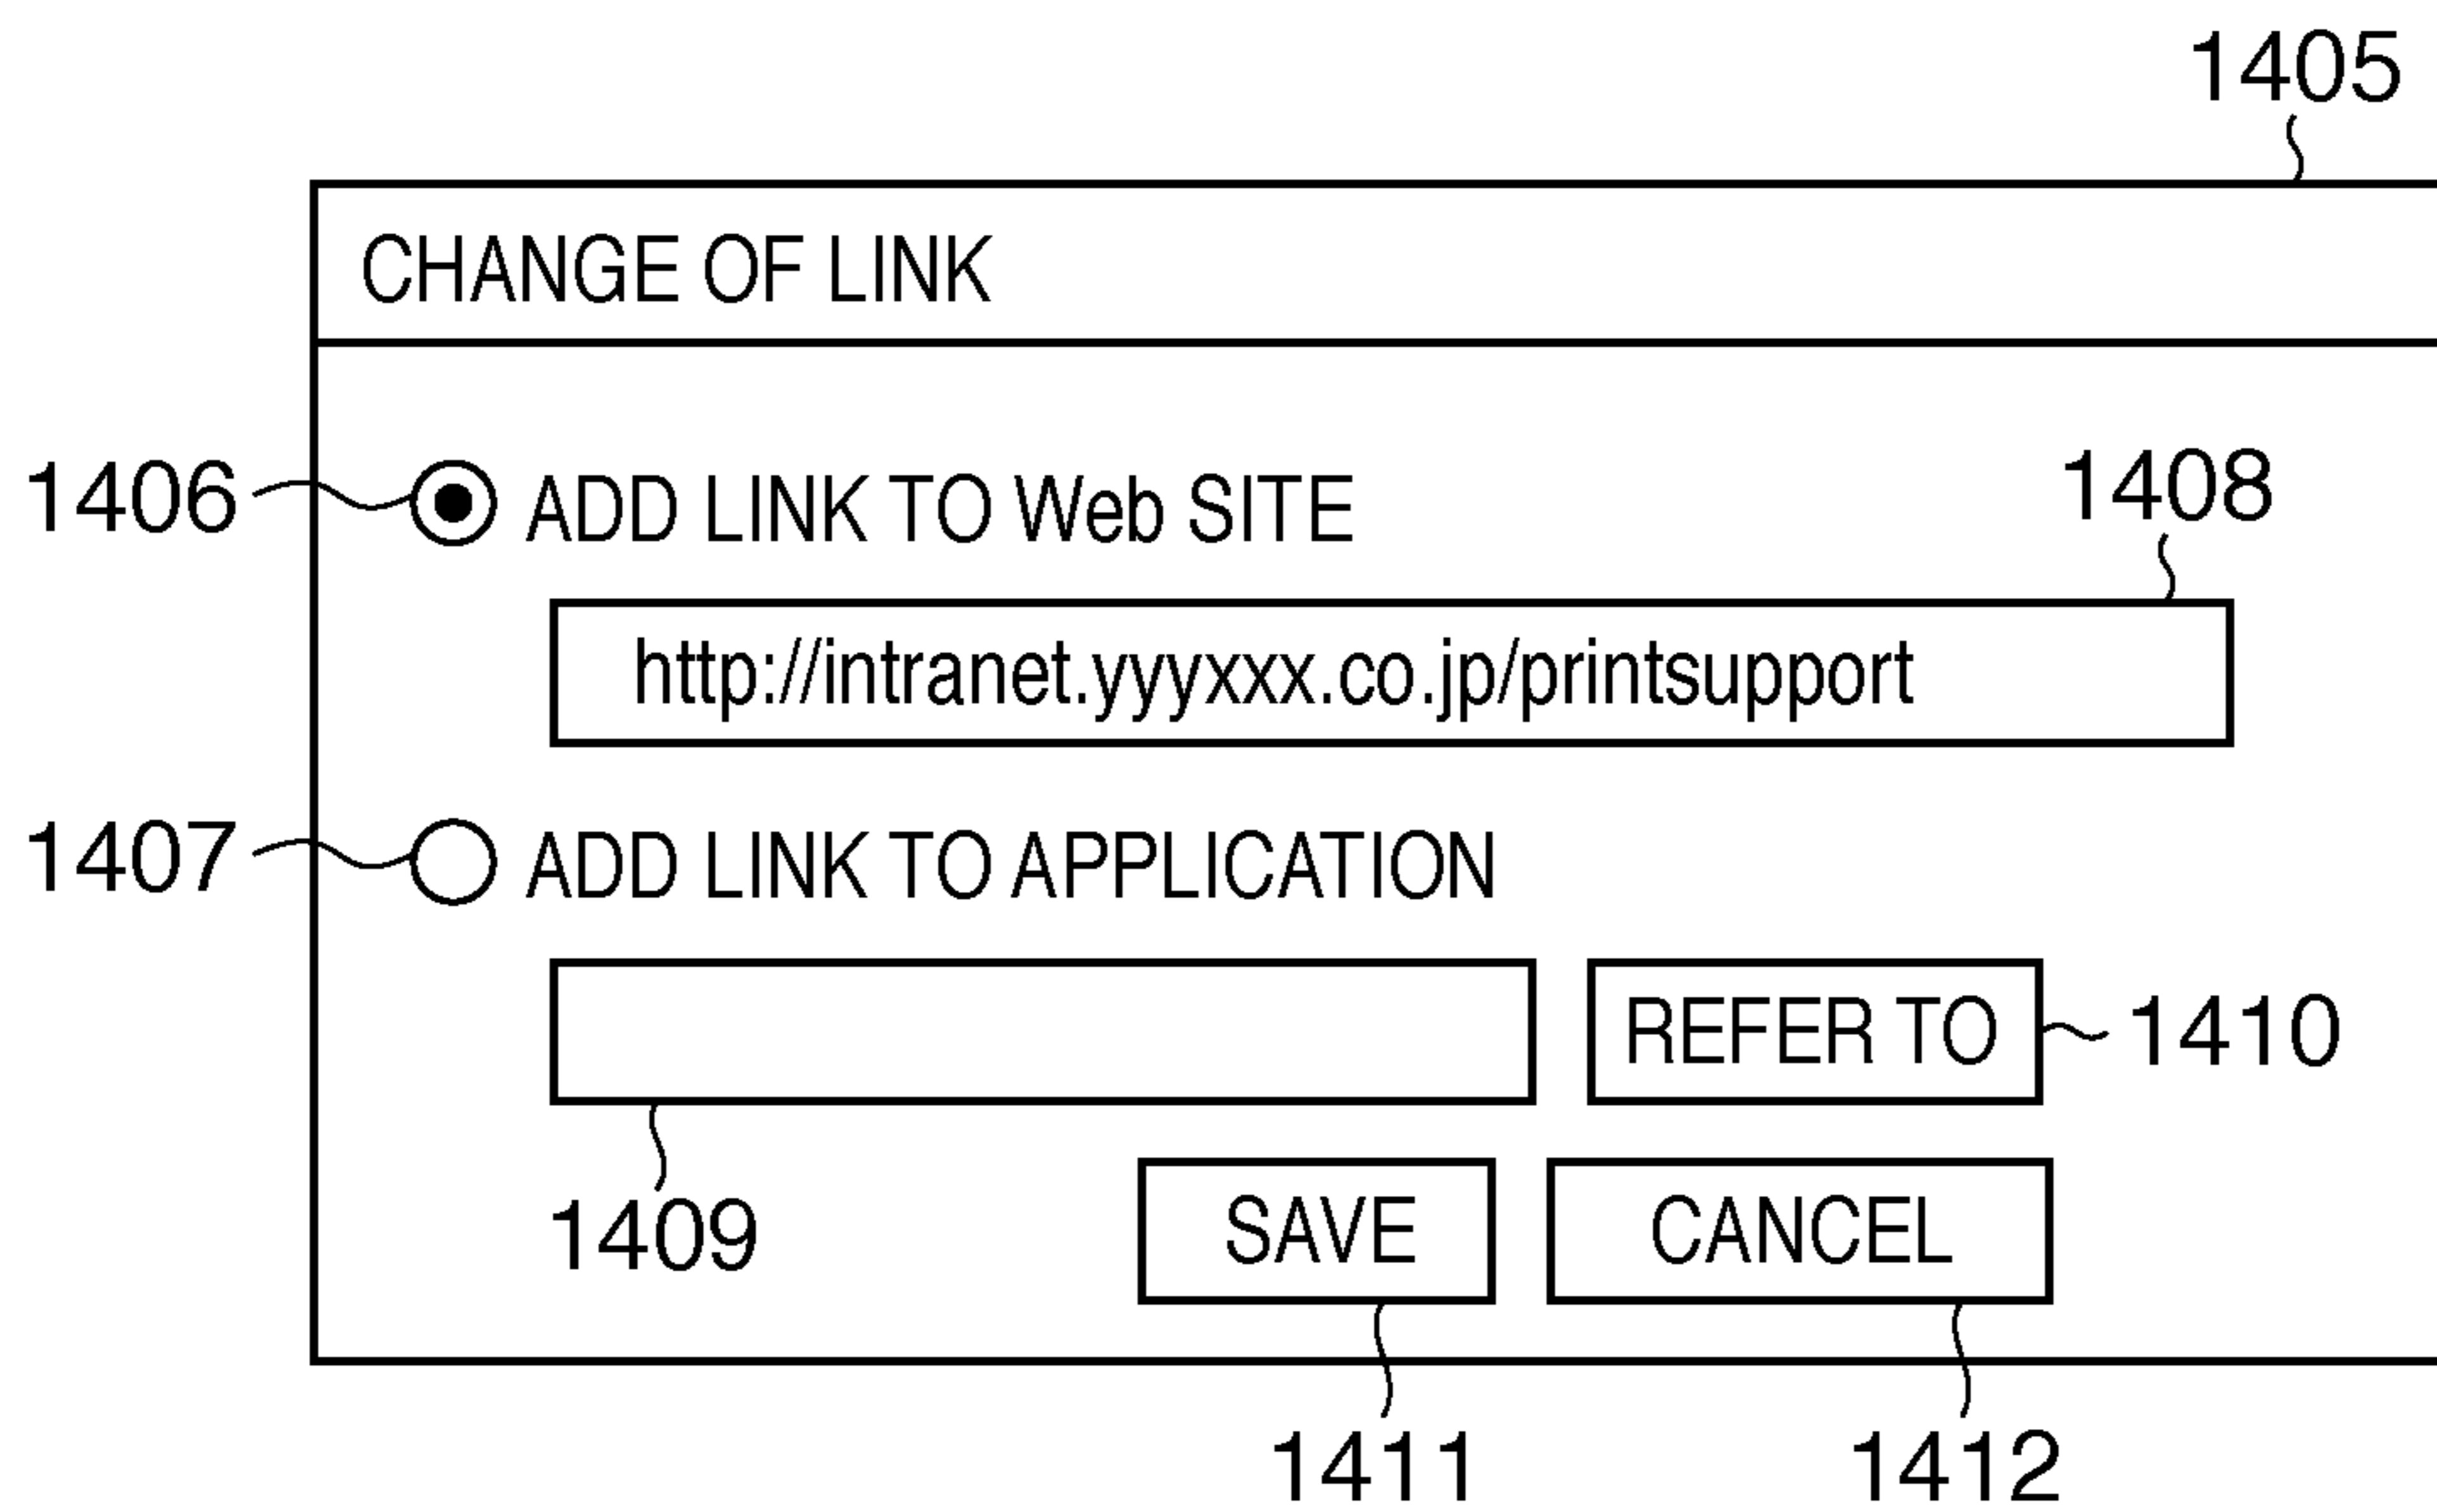 1405
CHANGE OF LINK
1406 ADD LINK TO Web SITE
1408
http://intranet.yyyxxx.co.jp/printsupport
1407 ADD LINK TO APPLICATION
REFER TO 1410
1409
SAVE CANCEL
1411 1412